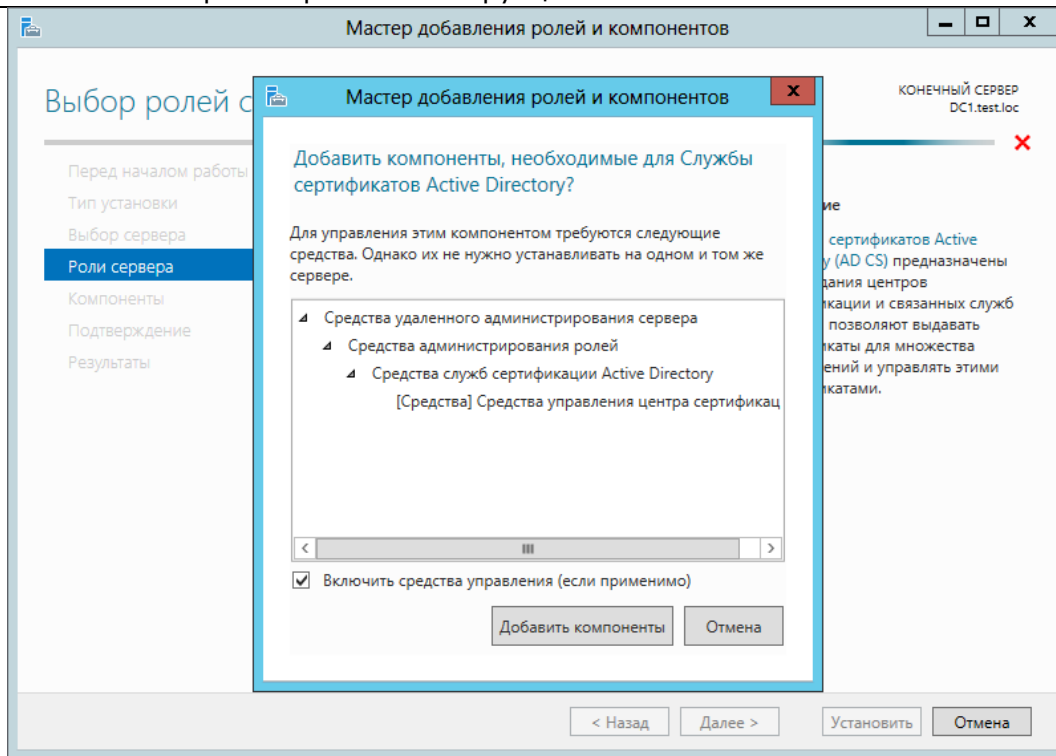 Мастер добавления ролей и компонентов
Выбор ролей с
КОНЕЧНЫЙ СЕРВЕР
DC1.test.loc
Перед началом работы
Тип установки
Выбор сервера
Роли сервера
Компоненты
Подтверждение
Результаты
Мастер добавления ролей и компонентов
Добавить компоненты, необходимые для Службы
сертификатов Active Directory?
Для управления этим компонентом требуются следующие
средства. Однако их не нужно устанавливать на одном и том же
сервере.
Средства удаленного администрирования сервера
Средства администрирования ролей
Средства служб сертификации Active Directory
[Средства] Средства управления центра сертификац
Включить средства управления (если применимо)
Добавить компоненты
Отмена
ие
сертификатов Active
y (AD CS) предназначены
дания центров
икации и связанных служб
позволяют выдавать
икаты для множества
ений и управлять этими
икатами.
< Назад
Далее >
Установить
Отмена